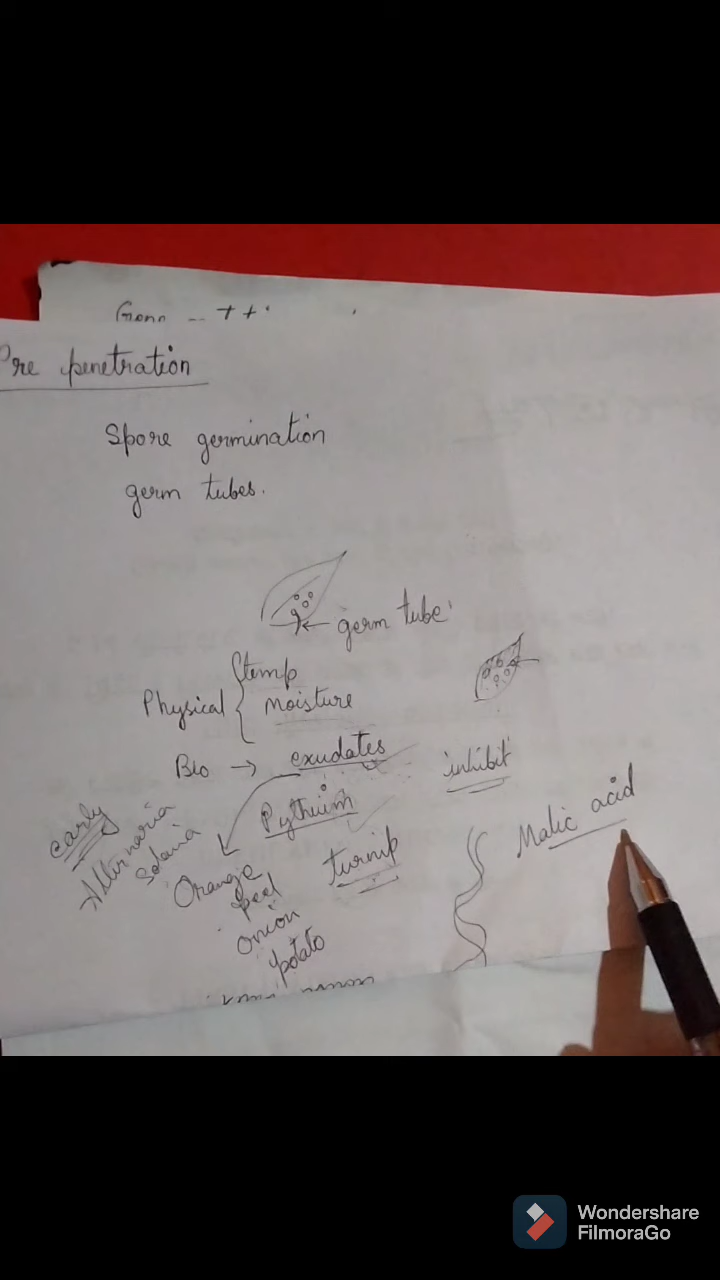 Pre penetration
Spore germination
germ tubes.
← germ tube
Physical { temp
moisture
Bio → exudates
inhibit
Malic acid
Pythium
turnip
early
Alternaria
Solania
Orange
peel
onion
potato
Wondershare
FilmoraGo